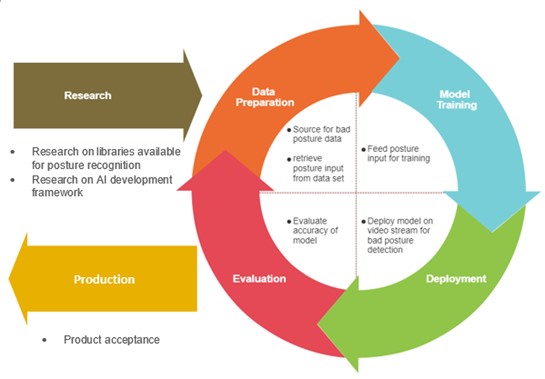 Research
• Research on libraries available
for posture recognition
• Research on AI development
framework
Production
• Product acceptance
Data
Preparation
• Source for bad
posture data
• retrieve
posture input
from data set
Model
Training
• Feed posture
input for training
• Evaluate
accuracy of
model
Evaluation
• Deploy model on
video stream for
bad posture
detection
Deployment